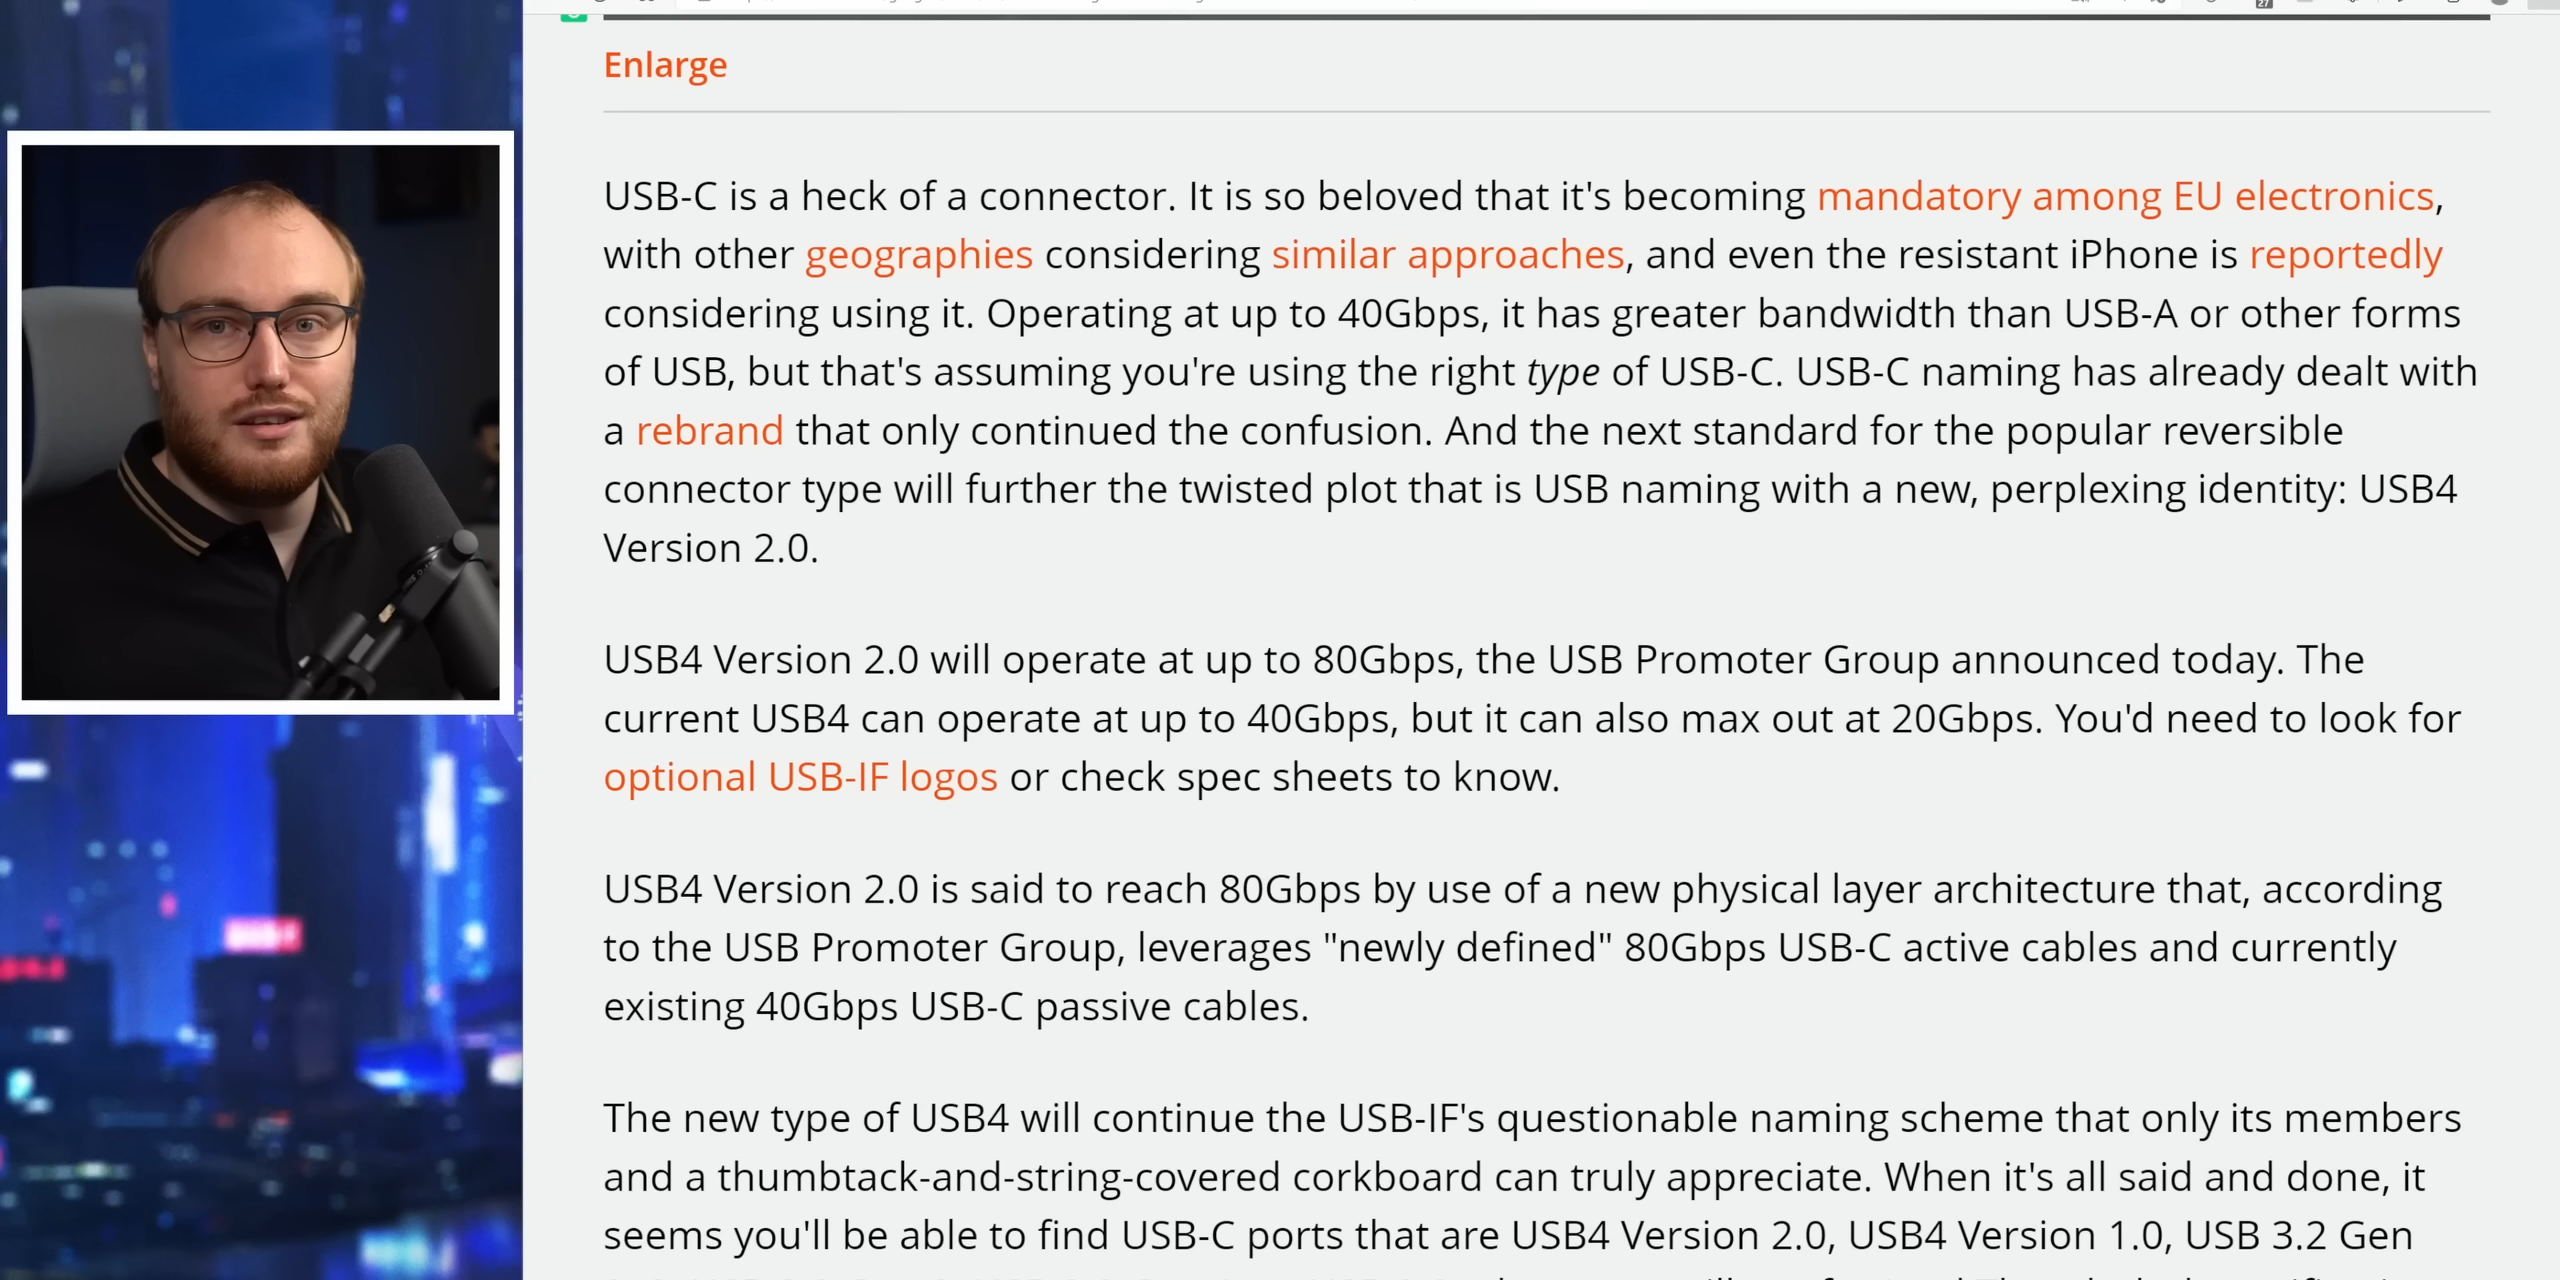 Enlarge
USB-C is a heck of a connector. It is so beloved that it's becoming mandatory among EU electronics,
with other geographies considering similar approaches, and even the resistant iPhone is reportedly
considering using it. Operating at up to 40Gbps, it has greater bandwidth than USB-A or other forms
of USB, but that's assuming you're using the right type of USB-C. USB-C naming has already dealt with
a rebrand that only continued the confusion. And the next standard for the popular reversible
connector type will further the twisted plot that is USB naming with a new, perplexing identity: USB4
Version 2.0.
USB4 Version 2.0 will operate at up to 80Gbps, the USB Promoter Group announced today. The
current USB4 can operate at up to 40Gbps, but it can also max out at 20Gbps. You'd need to look for
optional USB-IF logos or check spec sheets to know.
USB4 Version 2.0 is said to reach 80Gbps by use of a new physical layer architecture that, according
to the USB Promoter Group, leverages "newly defined" 80Gbps USB-C active cables and currently
existing 40Gbps USB-C passive cables.
The new type of USB4 will continue the USB-IF's questionable naming scheme that only its members
and a thumbtack-and-string-covered corkboard can truly appreciate. When it's all said and done, it
seems you'll be able to find USB-C ports that are USB4 Version 2.0, USB4 Version 1.0, USB 3.2 Gen